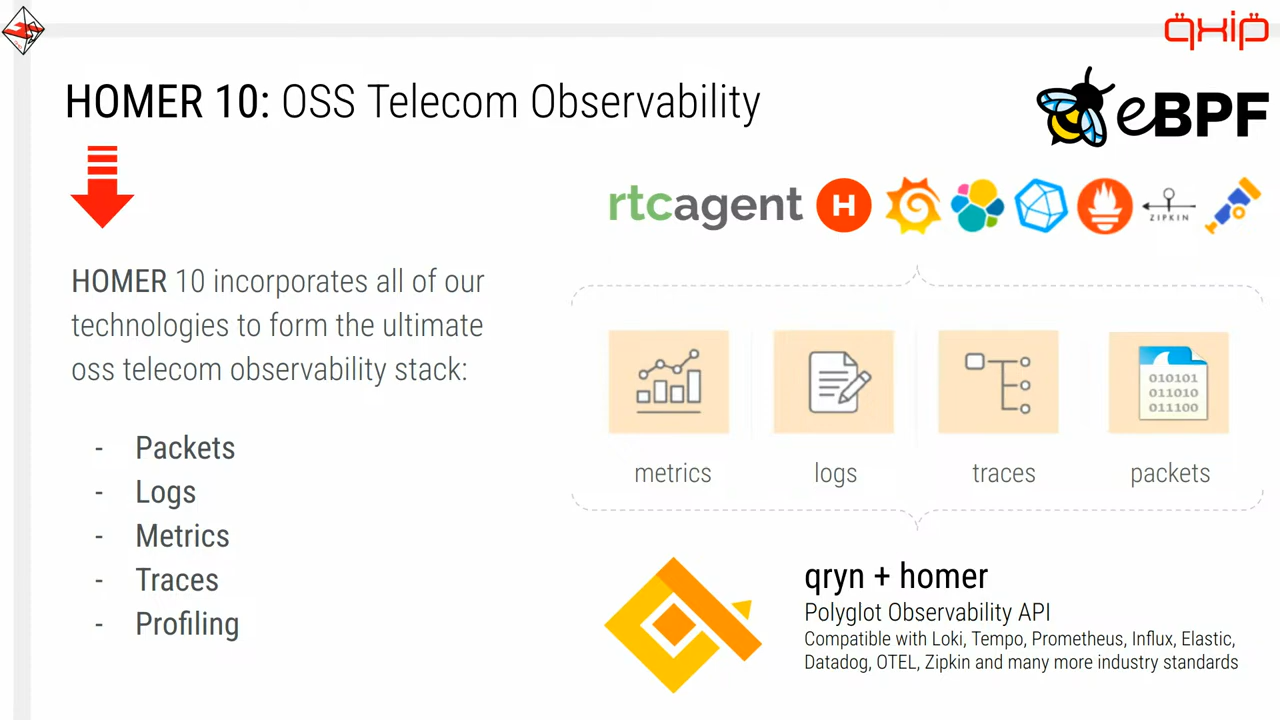 qxip
HOMER 10: OSS Telecom Observability
eBPF
rtcagent
H
ZIPKIN
HOMER 10 incorporates all of our
technologies to form the ultimate
oss telecom observability stack:
- Packets
- Logs
- Metrics
- Traces
- Profiling
010101
011010
011100
metrics logs traces packets
qryn + homer
Polyglot Observability API
Compatible with Loki, Tempo, Prometheus, Influx, Elastic,
Datadog, OTEL, Zipkin and many more industry standards